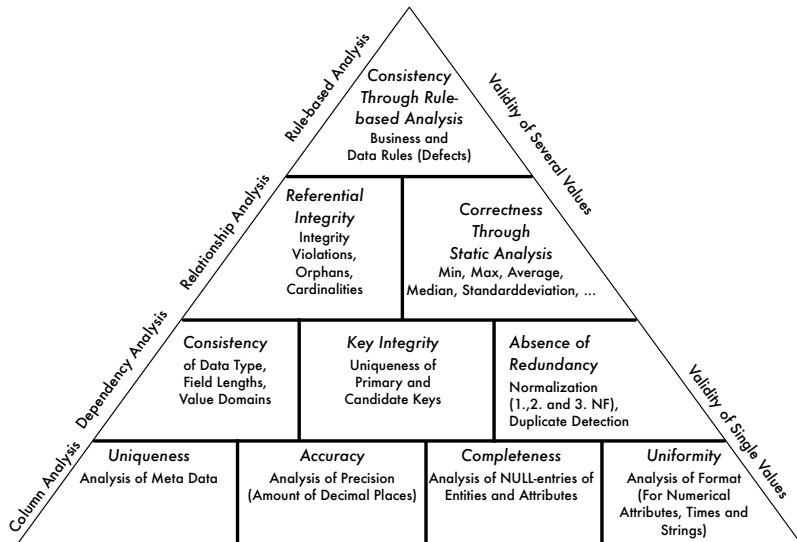 Rule-based Analysis
Consistency
Through Rule-
based Analysis
Business and
Data Rules (Defects)
Validity of Several Values
Relationship Analysis
Referential
Integrity
Integrity
Violations,
Orphans,
Cardinalities
Correctness
Through
Static Analysis
Min, Max, Average,
Median, Standarddeviation, ...
Dependency Analysis
Consistency
of Data Type,
Field Lengths,
Value Domains
Key Integrity
Uniqueness of
Primary and
Candidate Keys
Absence of
Redundancy
Normalization
(1.,2. and 3. NF),
Duplicate Detection
Validity of Single Values
Column Analysis
Uniqueness
Analysis of Meta Data
Accuracy
Analysis of Precision
(Amount of Decimal Places)
Completeness
Analysis of NULL-entries of
Entities and Attributes
Uniformity
Analysis of Format
(For Numerical
Attributes, Times and
Strings)